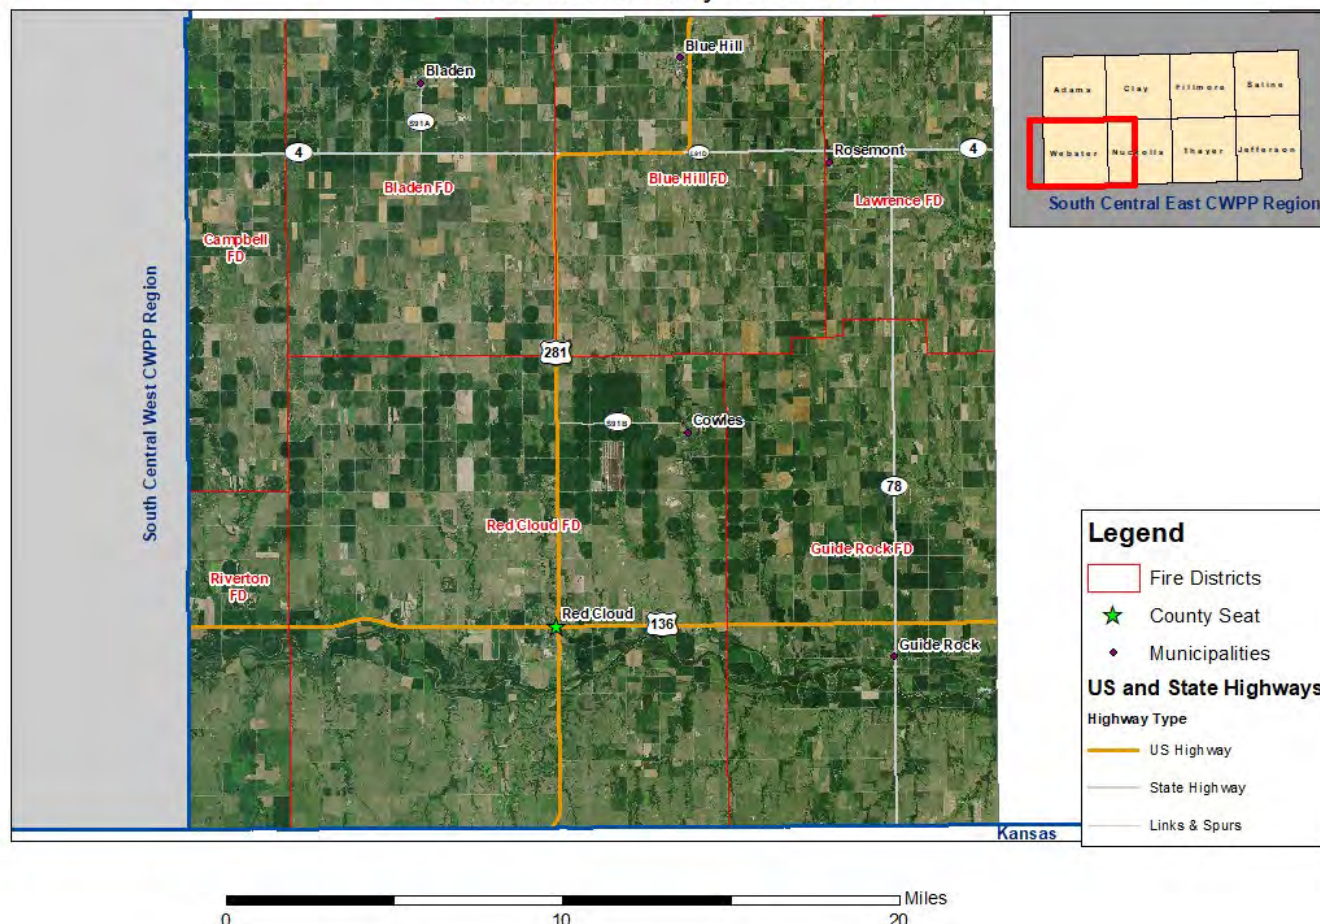 Blue Hill
Bladen
S91A
4
L91D
Rosemont
4
Bladen FD
Blue Hill FD
Lawrence FD
Campbell
FD
South Central West CWPP Region
281
S91B
Cowles
78
Red Cloud FD
Guide Rock FD
Riverton
FD
Red Cloud
136
Guide Rock
Kansas
Adams
Clay
Fillmore
Saline
Webster
Nuckolls
Thayer
Jefferson
South Central East CWPP Region
Legend
Fire Districts
County Seat
Municipalities
US and State Highways
Highway Type
US Highway
State Highway
Links & Spurs
Miles
0
10
20